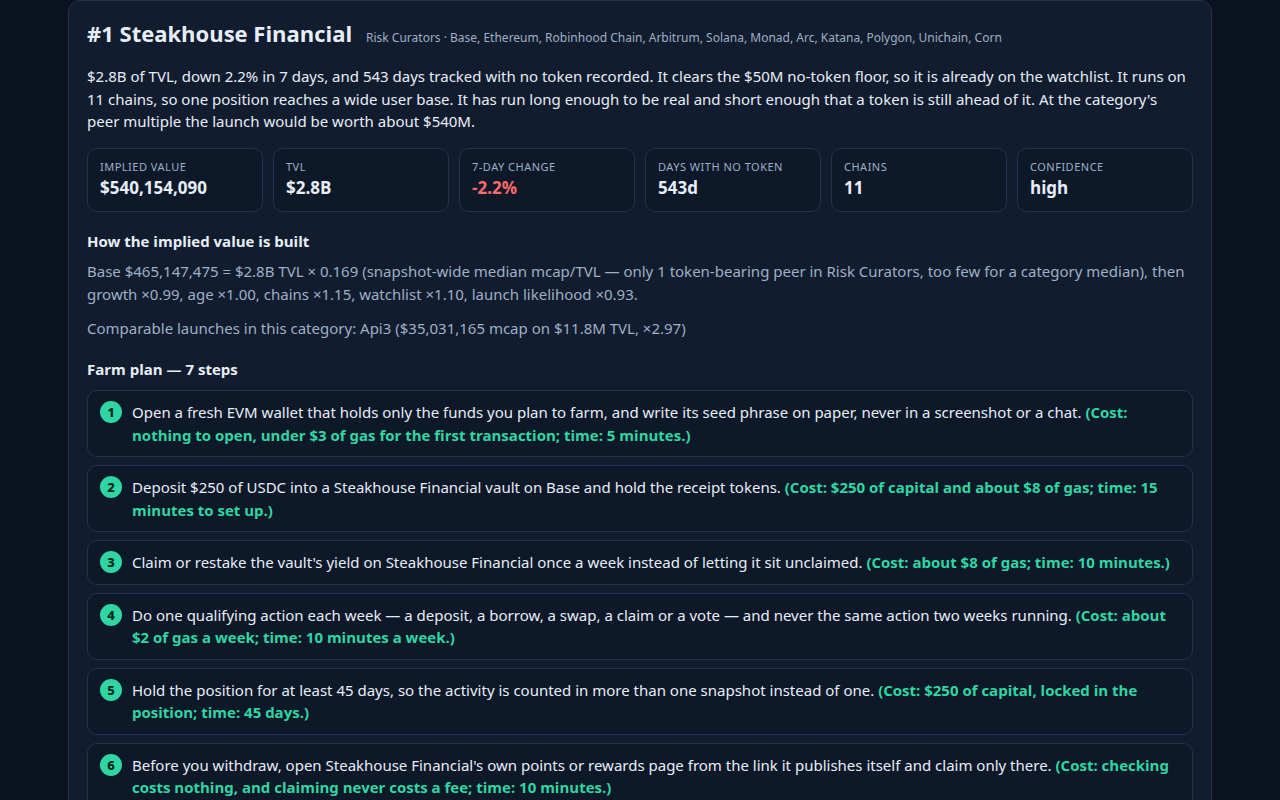 #1 Steakhouse Financial Risk Curators · Base, Ethereum, Robinhood Chain, Arbitrum, Solana, Monad, Arc, Katana, Polygon, Unichain, Corn
$2.8B of TVL, down 2.2% in 7 days, and 543 days tracked with no token recorded. It clears the $50M no-token floor, so it is already on the watchlist. It runs on
11 chains, so one position reaches a wide user base. It has run long enough to be real and short enough that a token is still ahead of it. At the category's
peer multiple the launch would be worth about $540M.
IMPLIED VALUE
$540,154,090
TVL
$2.8B
7-DAY CHANGE
-2.2%
DAYS WITH NO TOKEN
543d
CHAINS
11
CONFIDENCE
high
How the implied value is built
Base $465,147,475 = $2.8B TVL × 0.169 (snapshot-wide median mcap/TVL — only 1 token-bearing peer in Risk Curators, too few for a category median), then
growth ×0.99, age ×1.00, chains ×1.15, watchlist ×1.10, launch likelihood ×0.93.
Comparable launches in this category: Api3 ($35,031,165 mcap on $11.8M TVL, ×2.97)
Farm plan — 7 steps
1 Open a fresh EVM wallet that holds only the funds you plan to farm, and write its seed phrase on paper, never in a screenshot or a chat. (Cost:
nothing to open, under $3 of gas for the first transaction; time: 5 minutes.)
2 Deposit $250 of USDC into a Steakhouse Financial vault on Base and hold the receipt tokens. (Cost: $250 of capital and about $8 of gas; time: 15
minutes to set up.)
3 Claim or restake the vault's yield on Steakhouse Financial once a week instead of letting it sit unclaimed. (Cost: about $8 of gas; time: 10 minutes.)
4 Do one qualifying action each week — a deposit, a borrow, a swap, a claim or a vote — and never the same action two weeks running. (Cost: about
$2 of gas a week; time: 10 minutes a week.)
5 Hold the position for at least 45 days, so the activity is counted in more than one snapshot instead of one. (Cost: $250 of capital, locked in the
position; time: 45 days.)
6 Before you withdraw, open Steakhouse Financial's own points or rewards page from the link it publishes itself and claim only there. (Cost: checking
costs nothing, and claiming never costs a fee; time: 10 minutes.)